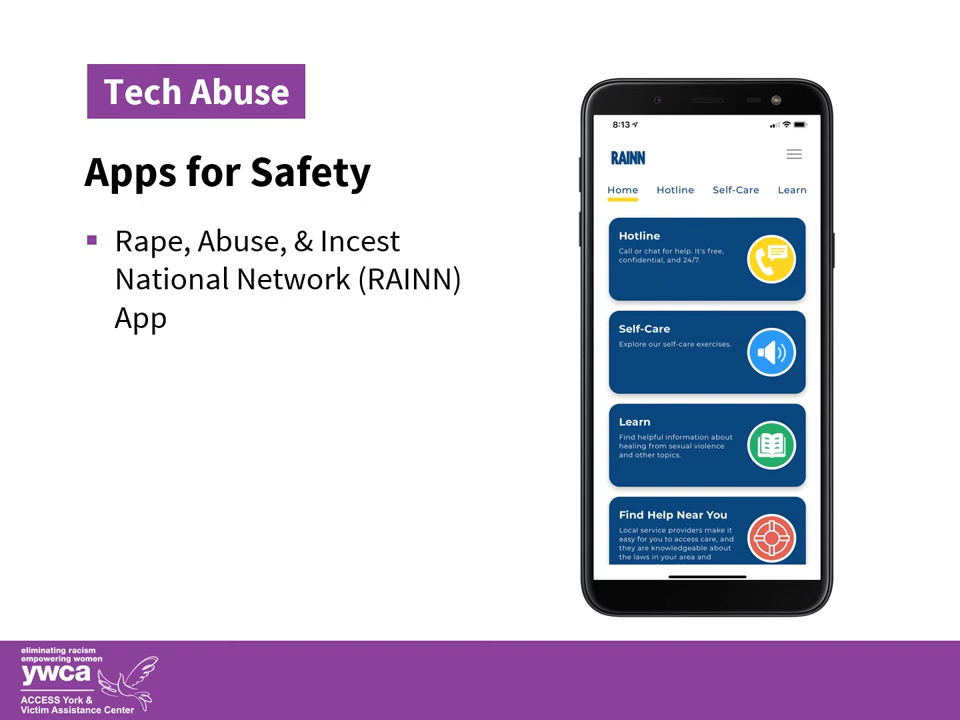 Tech Abuse
Apps for Safety
Rape, Abuse, & Incest
National Network (RAINN)
App
8:13
RAINN
Home Hotline Self-Care Learn
Hotline
Call or chat for help. It's free,
confidential, and 24/7.
Self-Care
Explore our self-care exercises.
Learn
Find helpful information about
healing from sexual violence
and other topics.
Find Help Near You
Local service providers make it
easy for you to access care, and
they are knowledgeable about
the laws in your area and
eliminating racism
empowering women
ywca
ACCESS York &
Victim Assistance Center